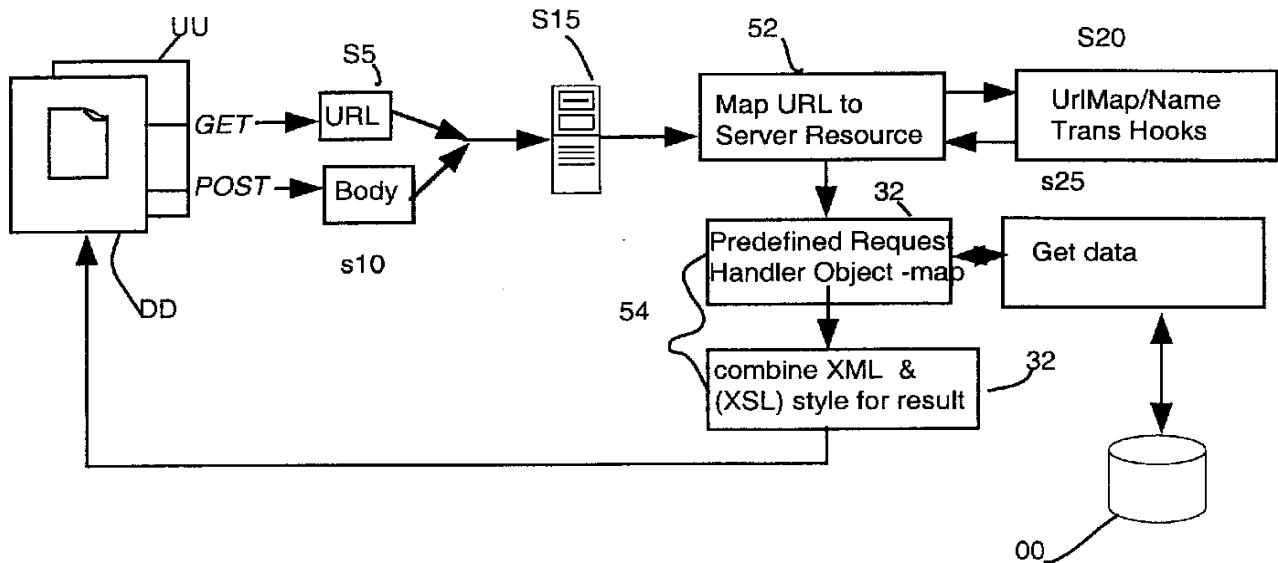 UU
S5
S15
52
S20
GET
URL
Map URL to
Server Resource
UrlMap/Name
Trans Hooks
POST
Body
s10
s25
32
Predefined Request
Handler Object -map
Get data
DD
54
combine XML &
(XSL) style for result
32
00